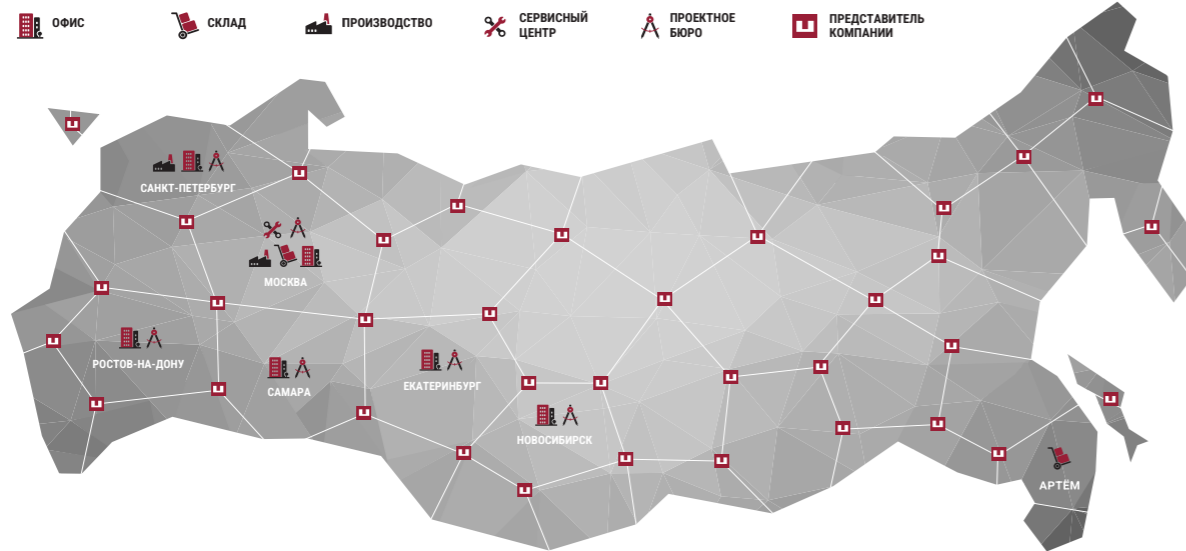 ОФИС
СКЛАД
ПРОИЗВОДСТВО
СЕРВИСНЫЙ
ЦЕНТР
ПРОЕКТНОЕ
БЮРО
ПРЕДСТАВИТЕЛЬ
КОМПАНИИ
САНКТ-ПЕТЕРБУРГ
МОСКВА
РОСТОВ-НА-ДОНУ
САМАРА
ЕКАТЕРИНБУРГ
НОВОСИБИРСК
АРТЁМ